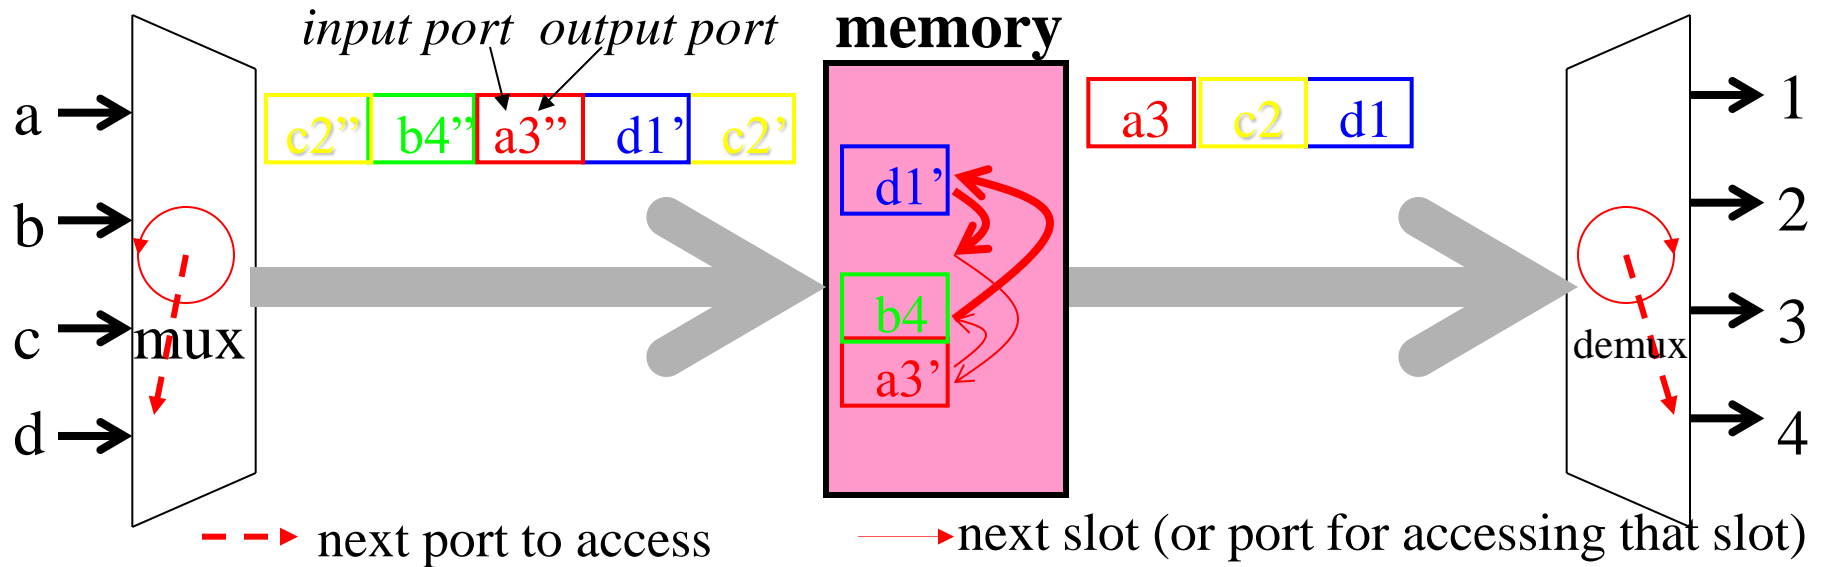 input port output port
memory
a
b
c
d
mux
c2” b4” a3” d1’ c2’
d1’
b4
a3’
a3 c2 d1
demux
1
2
3
4
next port to access
next slot (or port for accessing that slot)